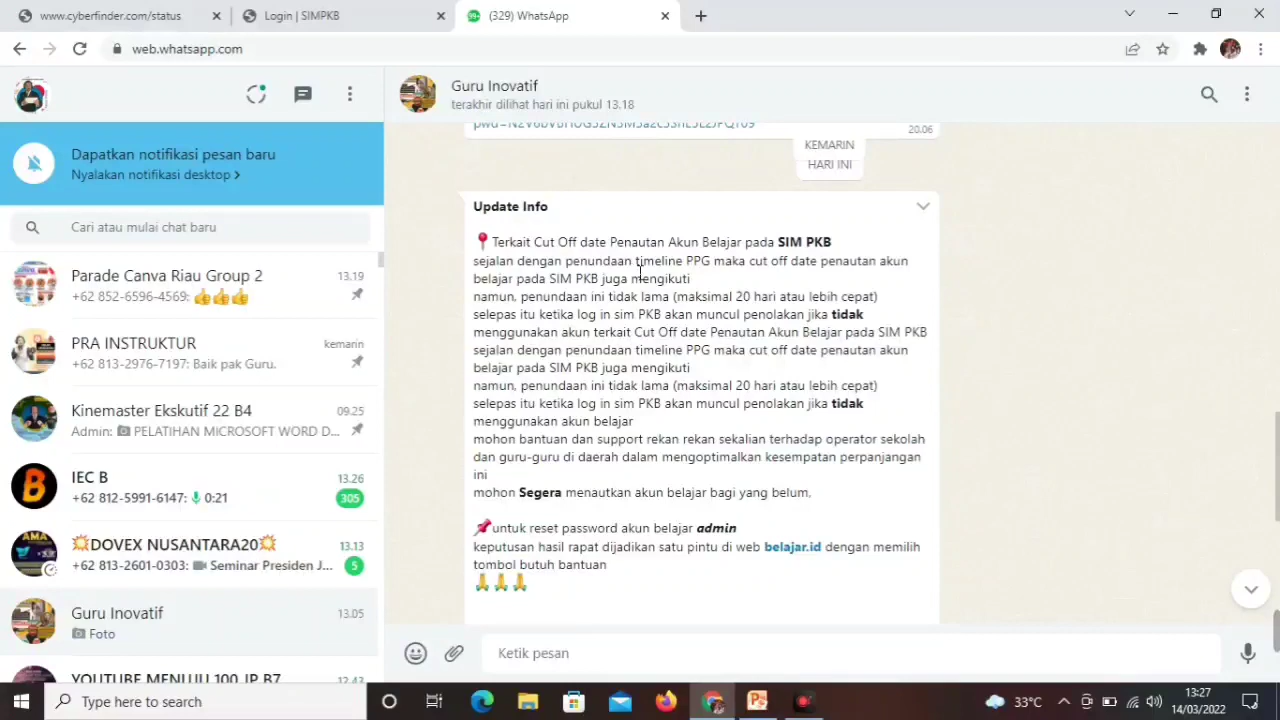 www.cyberfinder.com/status
Login | SIMPKB
(329) WhatsApp
web.whatsapp.com
Guru Inovatif
terakhir dilihat hari ini pukul 13.18
Dapatkan notifikasi pesan baru
Nyalakan notifikasi desktop >
Cari atau mulai chat baru
Parade Canva Riau Group 2
13.19
+62 852-6596-4569: 👍👍👍
PRA INSTRUKTUR
kemarin
+62 813-2976-7197: Baik pak Guru.
Kinemaster Ekskutif 22 B4
09.25
Admin: PELATIHAN MICROSOFT WORD D...
IEC B
13.26
+62 812-5991-6147: 0:21
305
💥DOVEX NUSANTARA20💥
13.13
+62 813-2601-0303: Seminar Presiden J...
5
Guru Inovatif
13.05
Foto
YOUTUBE MENUJU 100 JP B7
12.43
20.06
KEMARIN
HARI INI
Update Info
📍Terkait Cut Off date Penautan Akun Belajar pada SIM PKB
sejalan dengan penundaan timeline PPG maka cut off date penautan akun
belajar pada SIM PKB juga mengikuti
namun, penundaan ini tidak lama (maksimal 20 hari atau lebih cepat)
selepas itu ketika log in sim PKB akan muncul penolakan jika tidak
menggunakan akun terkait Cut Off date Penautan Akun Belajar pada SIM PKB
sejalan dengan penundaan timeline PPG maka cut off date penautan akun
belajar pada SIM PKB juga mengikuti
namun, penundaan ini tidak lama (maksimal 20 hari atau lebih cepat)
selepas itu ketika log in sim PKB akan muncul penolakan jika tidak
menggunakan akun belajar
mohon bantuan dan support rekan rekan sekalian terhadap operator sekolah
dan guru-guru di daerah dalam mengoptimalkan kesempatan perpanjangan
ini
mohon Segera menautkan akun belajar bagi yang belum,
📌untuk reset password akun belajar admin
keputusan hasil rapat dijadikan satu pintu di web belajar.id dengan memilih
tombol butuh bantuan
🙏🙏🙏
Ketik pesan
Type here to search
33°C
13:27
14/03/2022